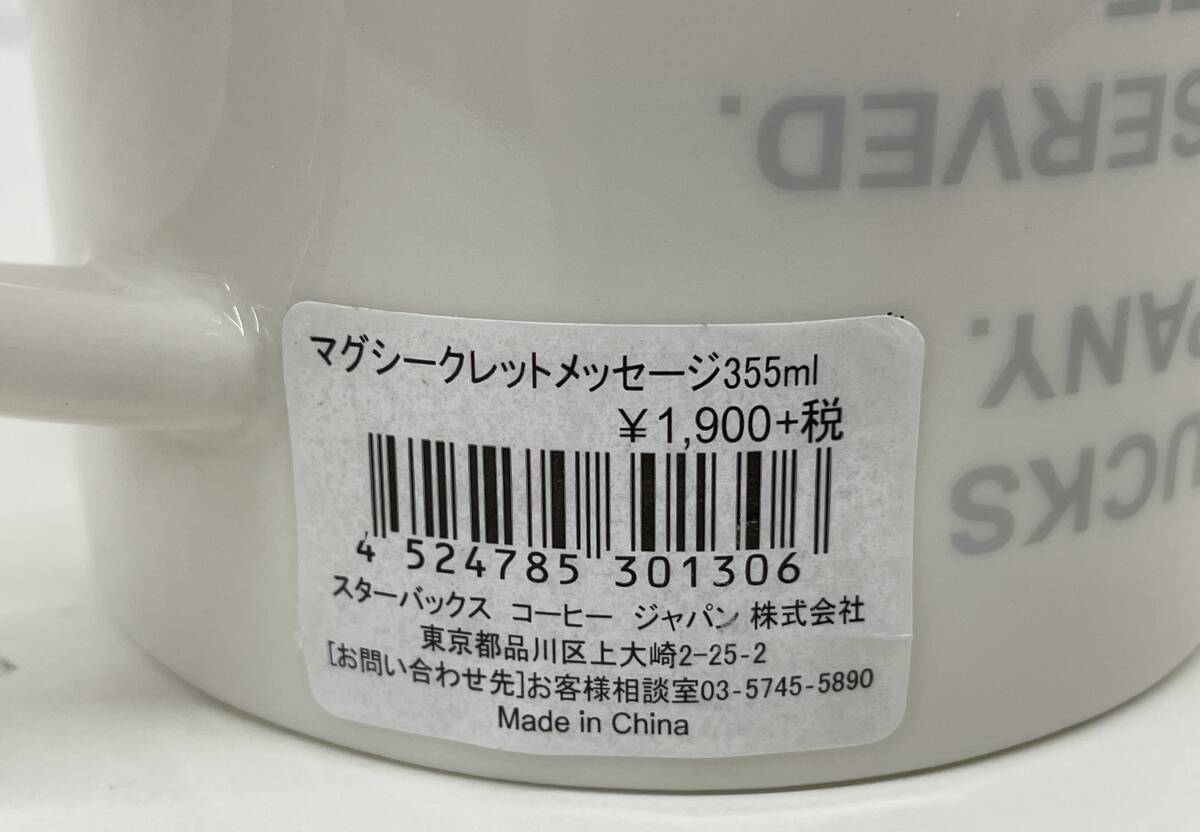 マグシークレットメッセージ355ml
¥1,900+税
4 524785 301306
スターバックス コーヒー ジャパン 株式会社
東京都品川区上大崎2-25-2
[お問い合わせ先]お客様相談室03-5745-5890
Made in China
UCKS
PANY.
SERVED.